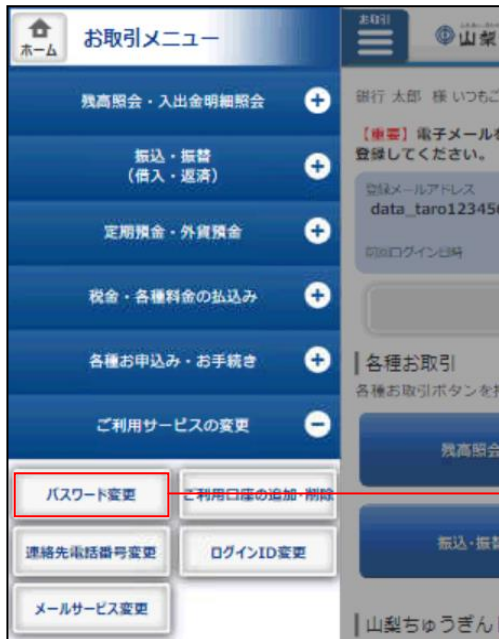 ホーム
お取引メニュー
残高照会・入出金明細照会
振込・振替
(借入・返済)
定期預金・外貨預金
税金・各種料金の払込み
各種お申込み・お手続き
ご利用サービスの変更
パスワード変更
ご利用口座の追加・削除
連絡先電話番号変更
ログインID変更
メールサービス変更
お取引
山梨
銀行 太郎 様 いつもご
【重要】電子メールを
登録してください。
登録メールアドレス
data_taro123456
前回ログイン日時
各種お取引
各種お取引ボタンを押
残高照会
振込・振替
山梨ちゅうぎん